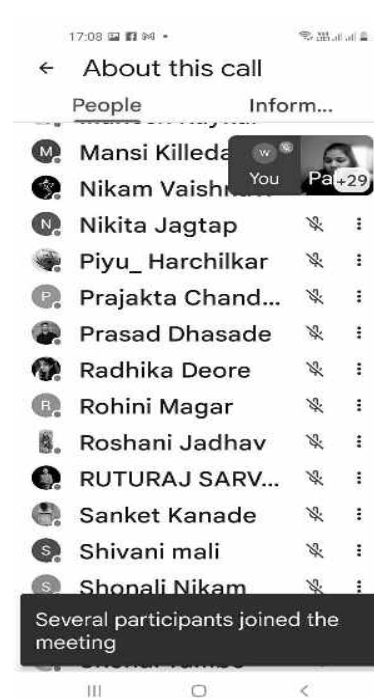 17:08
About this call
People Inform...
M Mansi Killeda
W You Pa +29
Nikam Vaish
N Nikita Jagtap
Piyu_ Harchilkar
P Prajakta Chand...
Prasad Dhasade
Radhika Deore
R Rohini Magar
Roshani Jadhav
RUTURAJ SARV...
Sanket Kanade
S Shivani mali
S Shonali Nikam
Several participants joined the
meeting